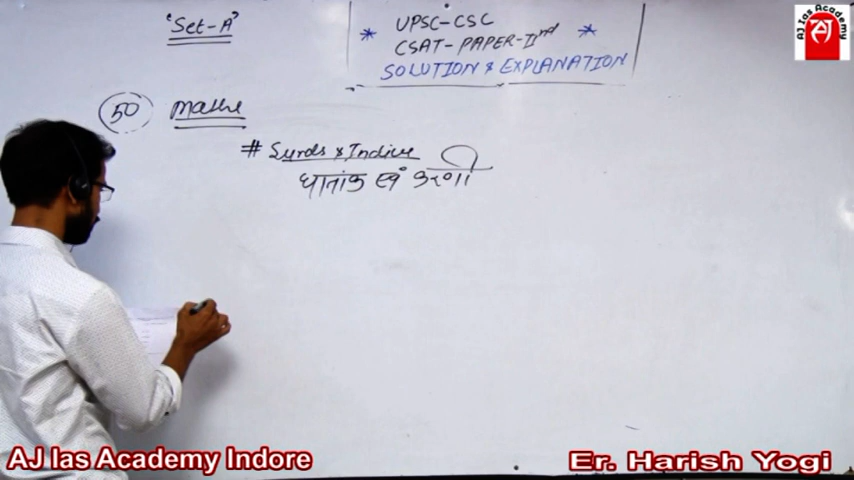 'Set-A'
UPSC-CSC
* CSAT-PAPER-IInd *
SOLUTION & EXPLANATION
50 Maths
# Surds & Indices
घातांक एवं करणी
AJ Ias Academy
AJ
AJ Ias Academy Indore
Er. Harish Yogi